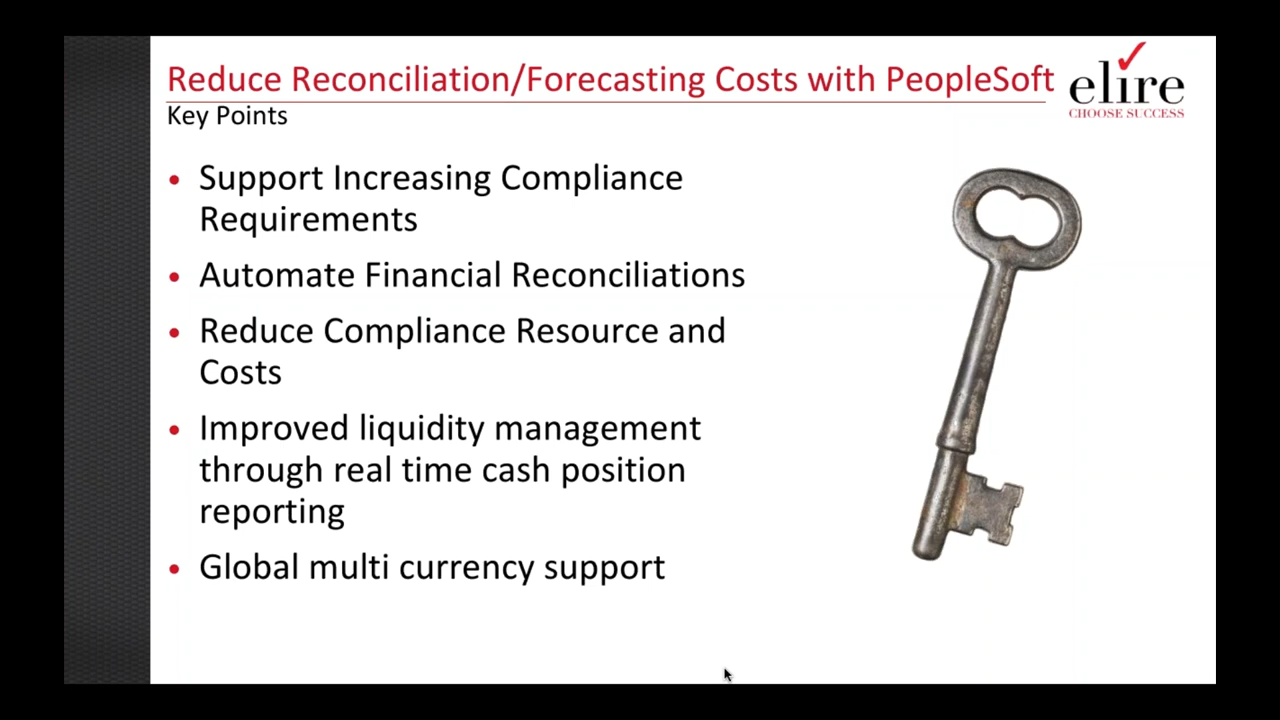 Reduce Reconciliation/Forecasting Costs with PeopleSoft
Key Points
elire
CHOOSE SUCCESS
• Support Increasing Compliance
Requirements
• Automate Financial Reconciliations
• Reduce Compliance Resource and
Costs
• Improved liquidity management
through real time cash position
reporting
• Global multi currency support